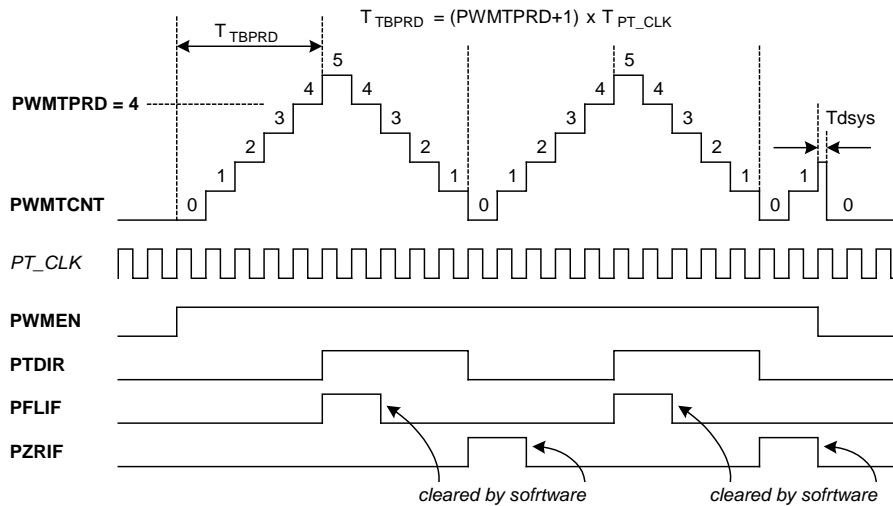 T TBPRD
T TBPRD = (PWMTPRD+1) x T PT_CLK
5 5
PWMTPRD = 4 4 4 4 4
3 3 3 3 Tdsys
2 2 2 2
1 1 1 1 1
PWMTCNT 0 0 0 0
PT_CLK
PWMEN
PTDIR
PFLIF
PZRIF
cleared by sofrtware cleared by sofrtware